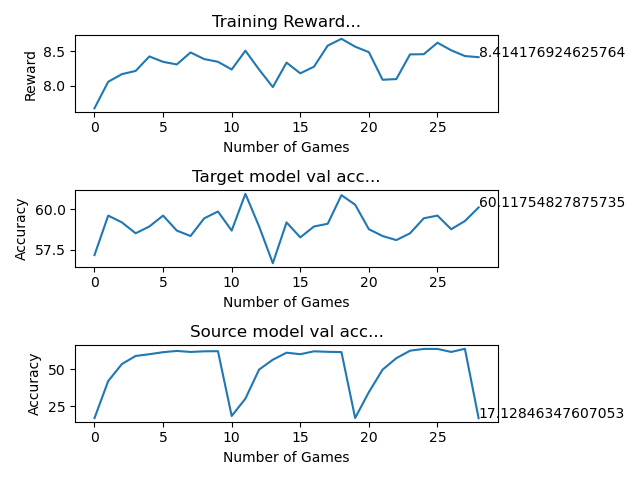 Training Reward...
8.5
8.0
Reward
8.414176924625764
0 5 10 15 20 25
Number of Games
Target model val acc...
60.0
57.5
Accuracy
60.11754827875735
0 5 10 15 20 25
Number of Games
Source model val acc...
50
25
Accuracy
17.12846347607053
0 5 10 15 20 25
Number of Games